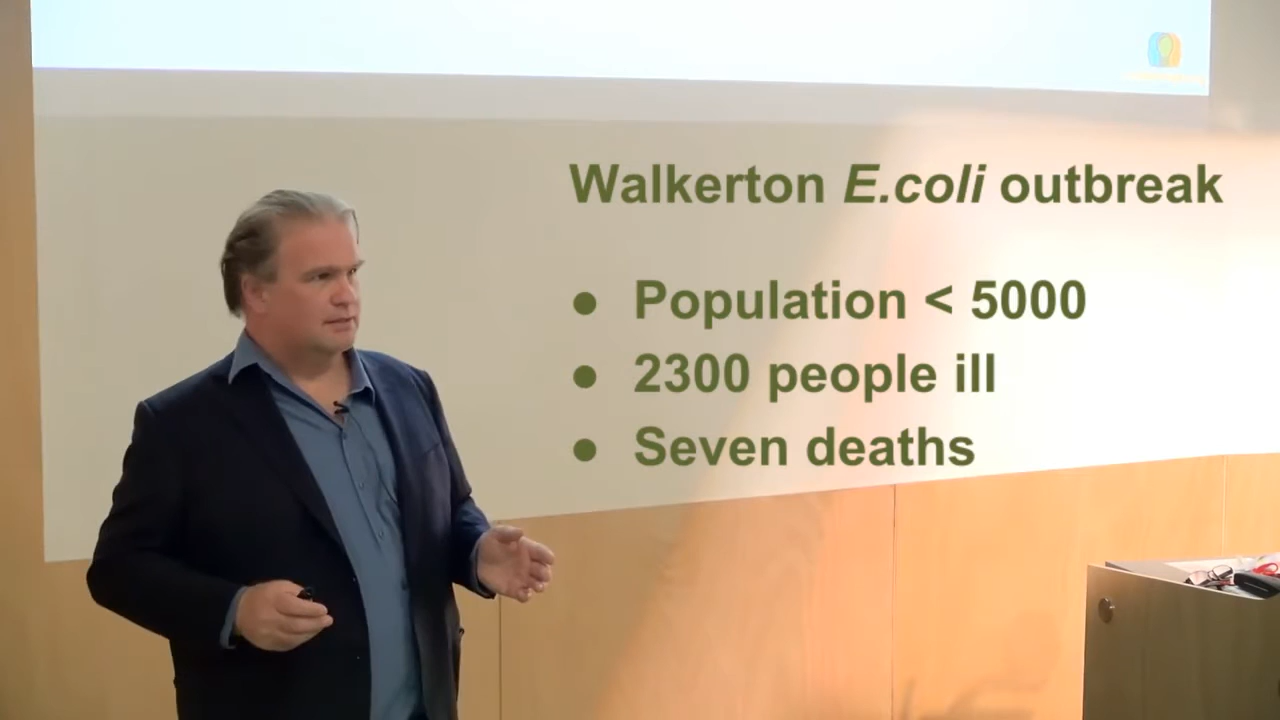 Walkerton E.coli outbreak
● Population < 5000
● 2300 people ill
● Seven deaths